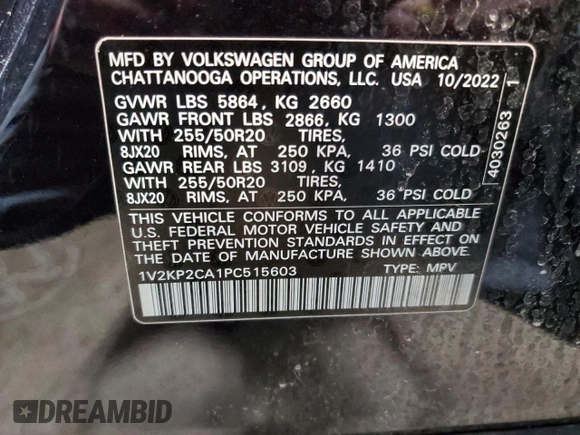 MFD BY VOLKSWAGEN GROUP OF AMERICA
CHATTANOOGA OPERATIONS, LLC. USA 10/2022
GVWR LBS 5864, KG 2660
GAWR FRONT LBS 2866, KG 1300
WITH 255/50R20 TIRES,
8JX20 RIMS, AT 250 KPA, 36 PSI COLD
GAWR REAR LBS 3109, KG 1410
WITH 255/50R20 TIRES,
8JX20 RIMS, AT 250 KPA, 36 PSI COLD
THIS VEHICLE CONFORMS TO ALL APPLICABLE
U.S. FEDERAL MOTOR VEHICLE SAFETY AND
THEFT PREVENTION STANDARDS IN EFFECT ON
THE DATE OF MANUFACTURE SHOWN ABOVE.
1V2KP2CA1PC515603 TYPE: MPV
4030263 1
DREAMBID